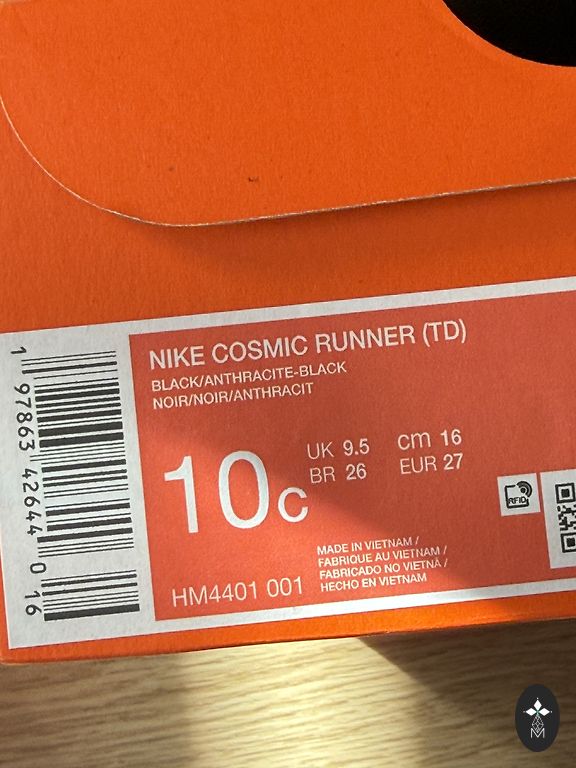 NIKE COSMIC RUNNER (TD)
BLACK/ANTHRACITE-BLACK
NOIR/NOIR/ANTHRACIT
10C
UK 9.5 cm 16
BR 26 EUR 27
RFID
MADE IN VIETNAM /
FABRIQUE AU VIETNAM /
FABRICADO NO VIETNÃ /
HECHO EN VIETNAM
HM4401 001
1 97863 42644 0 16
M